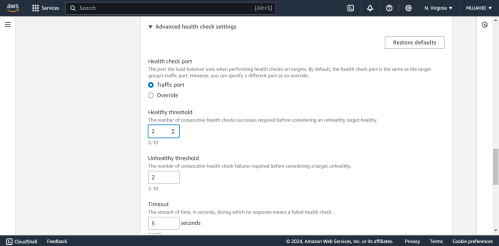 aws
Services
Search
[Alt+S]
N. Virginia
MUJAHID
Advanced health check settings
Restore defaults
Health check port
The port the load balancer uses when performing health checks on targets. By default, the health check port is the same as the target
group's traffic port. However, you can specify a different port as an override.
Traffic port
Override
Healthy threshold
The number of consecutive health checks successes required before considering an unhealthy target healthy.
2
2-10
Unhealthy threshold
The number of consecutive health check failures required before considering a target unhealthy.
2
2-10
Timeout
The amount of time, in seconds, during which no response means a failed health check.
5 seconds
CloudShell
Feedback
© 2024, Amazon Web Services, Inc. or its affiliates.
Privacy
Terms
Cookie preferences